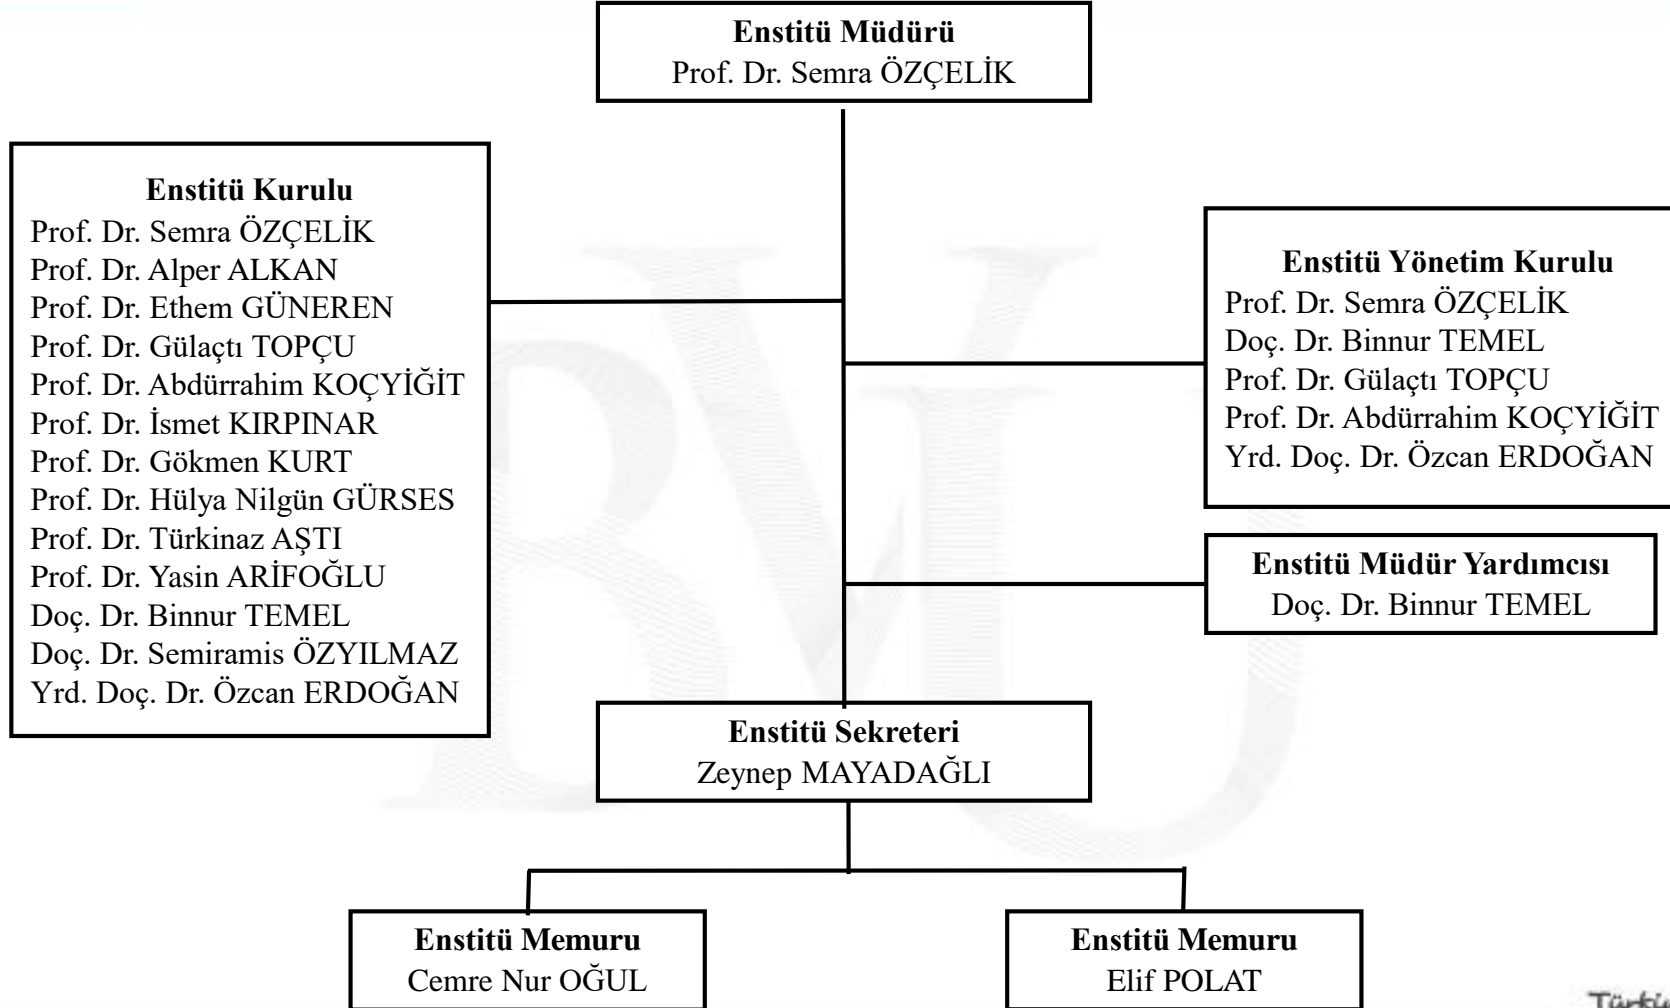 Enstitü Müdürü
Prof. Dr. Semra ÖZÇELİK
Enstitü Kurulu
Prof. Dr. Semra ÖZÇELİK
Prof. Dr. Alper ALKAN
Prof. Dr. Ethem GÜNEREN
Prof. Dr. Gülaçtı TOPÇU
Prof. Dr. Abdürrahim KOÇYİĞİT
Prof. Dr. İsmet KIRPINAR
Prof. Dr. Gökmen KURT
Prof. Dr. Hülya Nilgün GÜRSES
Prof. Dr. Türkinaz AŞTI
Prof. Dr. Yasin ARİFOĞLU
Doç. Dr. Binnur TEMEL
Doç. Dr. Semiramis ÖZYILMAZ
Yrd. Doç. Dr. Özcan ERDOĞAN
Enstitü Yönetim Kurulu
Prof. Dr. Semra ÖZÇELİK
Doç. Dr. Binnur TEMEL
Prof. Dr. Gülaçtı TOPÇU
Prof. Dr. Abdürrahim KOÇYİĞİT
Yrd. Doç. Dr. Özcan ERDOĞAN
Enstitü Müdür Yardımcısı
Doç. Dr. Binnur TEMEL
Enstitü Sekreteri
Zeynep MAYADAĞLI
Enstitü Memuru
Cemre Nur OĞUL
Enstitü Memuru
Elif POLAT